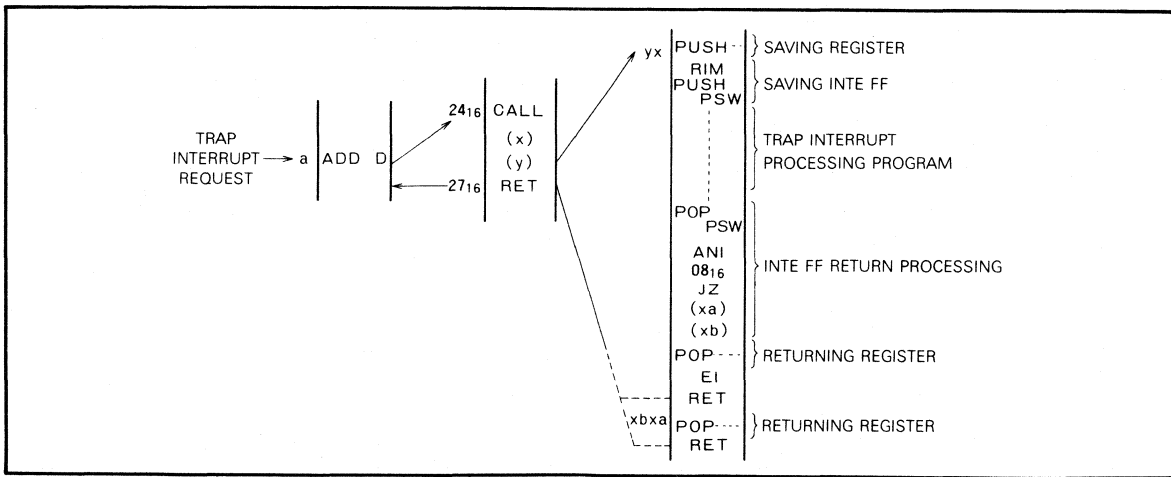 TRAP
INTERRUPT
REQUEST
a
ADD D
24₁₆
CALL
(x)
(y)
27₁₆
RET
yx
PUSH
SAVING REGISTER
RIM
PUSH
PSW
SAVING INTE FF
TRAP INTERRUPT
PROCESSING PROGRAM
POP
PSW
ANI
08₁₆
JZ
(xa)
(xb)
INTE FF RETURN PROCESSING
POP
RETURNING REGISTER
EI
RET
xbxa
POP
RETURNING REGISTER
RET